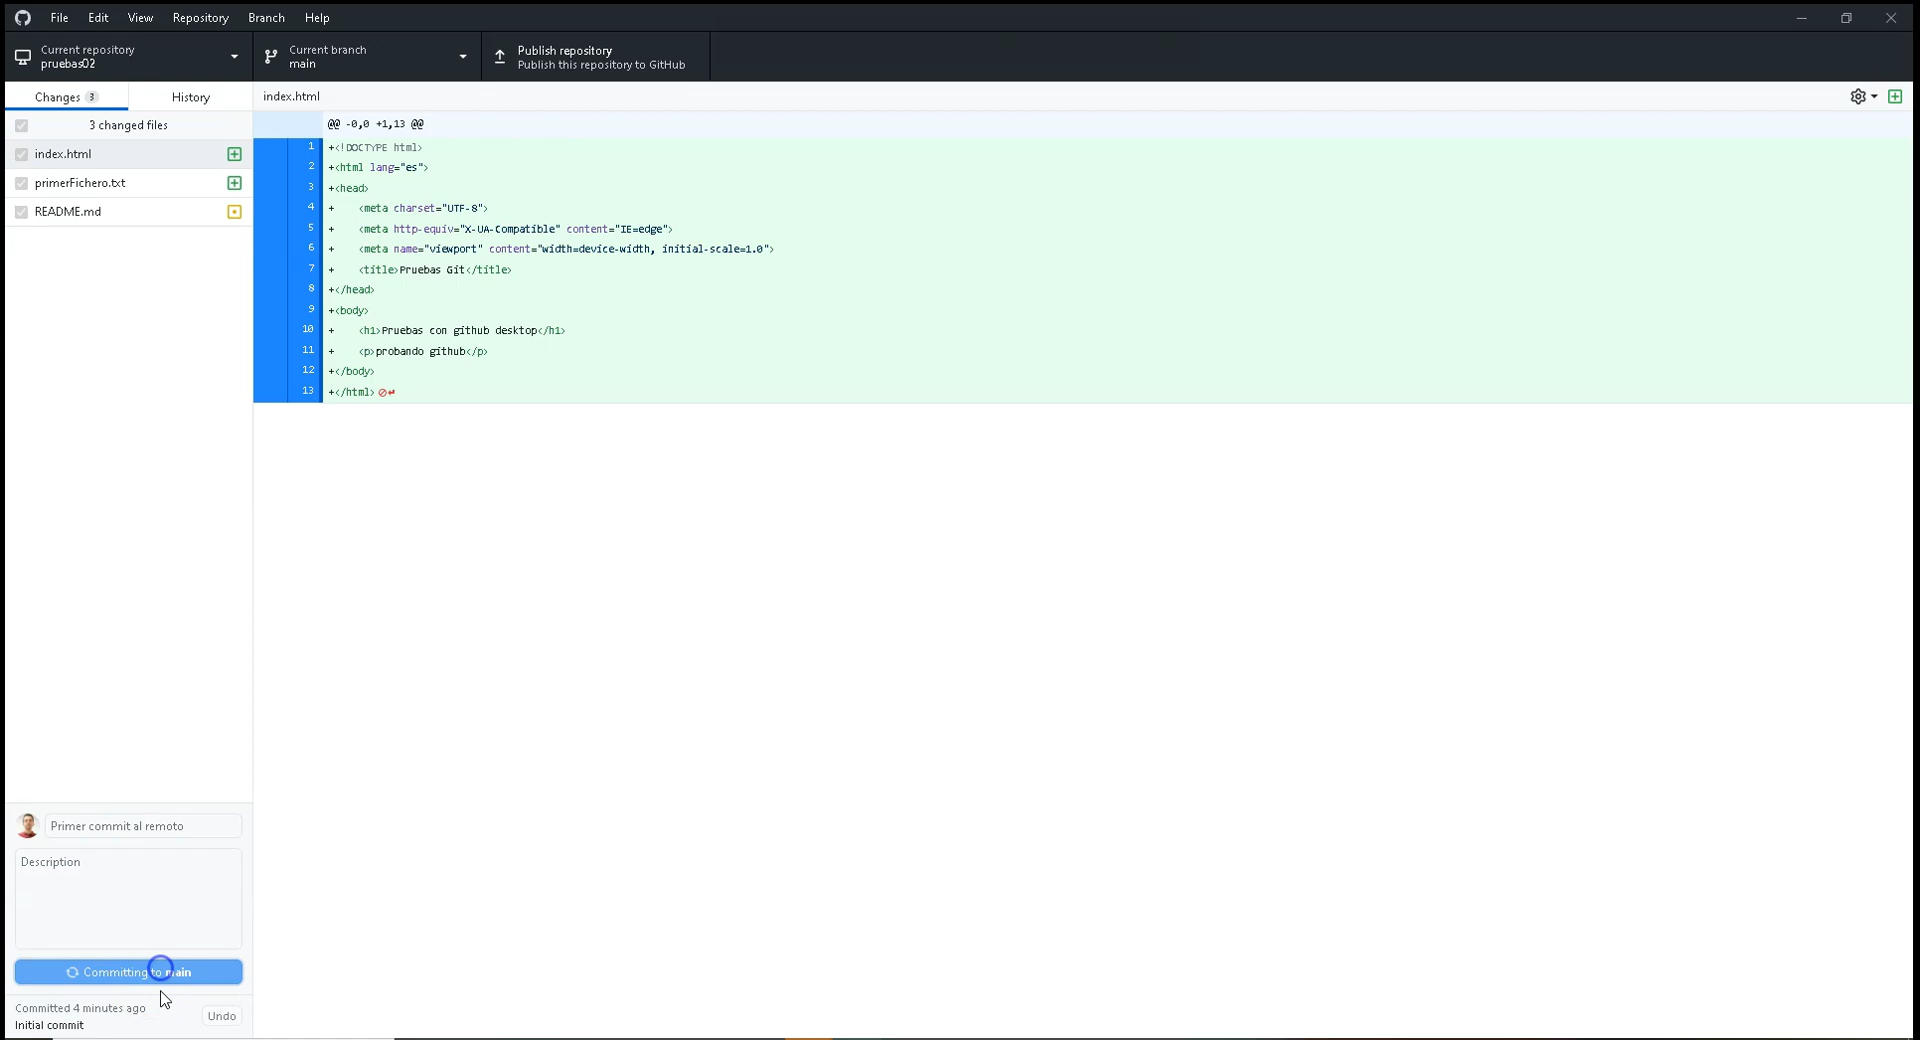 File Edit View Repository Branch Help
Current repository
pruebas02
Current branch
main
Publish repository
Publish this repository to GitHub
Changes 3 History
index.html
3 changed files
index.html
primerFichero.txt
README.md
@@ -0,0 +1,13 @@
1 +<!DOCTYPE html>
2 +<html lang="es">
3 +<head>
4 + <meta charset="UTF-8">
5 + <meta http-equiv="X-UA-Compatible" content="IE=edge">
6 + <meta name="viewport" content="width=device-width, initial-scale=1.0">
7 + <title>Pruebas Git</title>
8 +</head>
9 +<body>
10 + <h1>Pruebas con github desktop</h1>
11 + <p>probando github</p>
12 +</body>
13 +</html>
Primer commit al remoto
Description
Committing to main
Committed 4 minutes ago
Initial commit
Undo